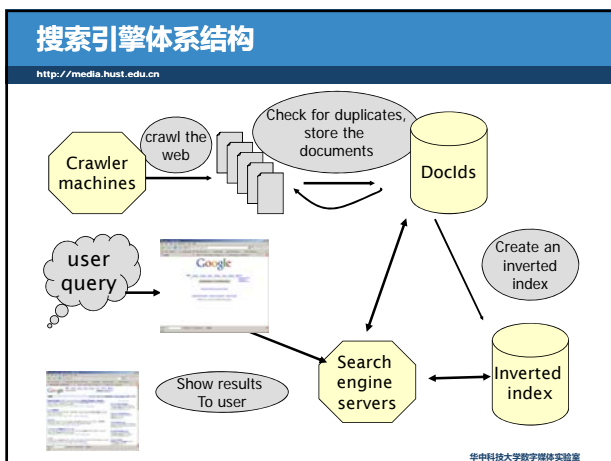 搜索引擎体系结构
http://media.hust.edu.cn
Crawler
machines
crawl the
web
Check for duplicates,
store the
documents
DocIds
user
query
Google
Create an
inverted
index
Show results
To user
Search
engine
servers
Inverted
index
华中科技大学数字媒体实验室